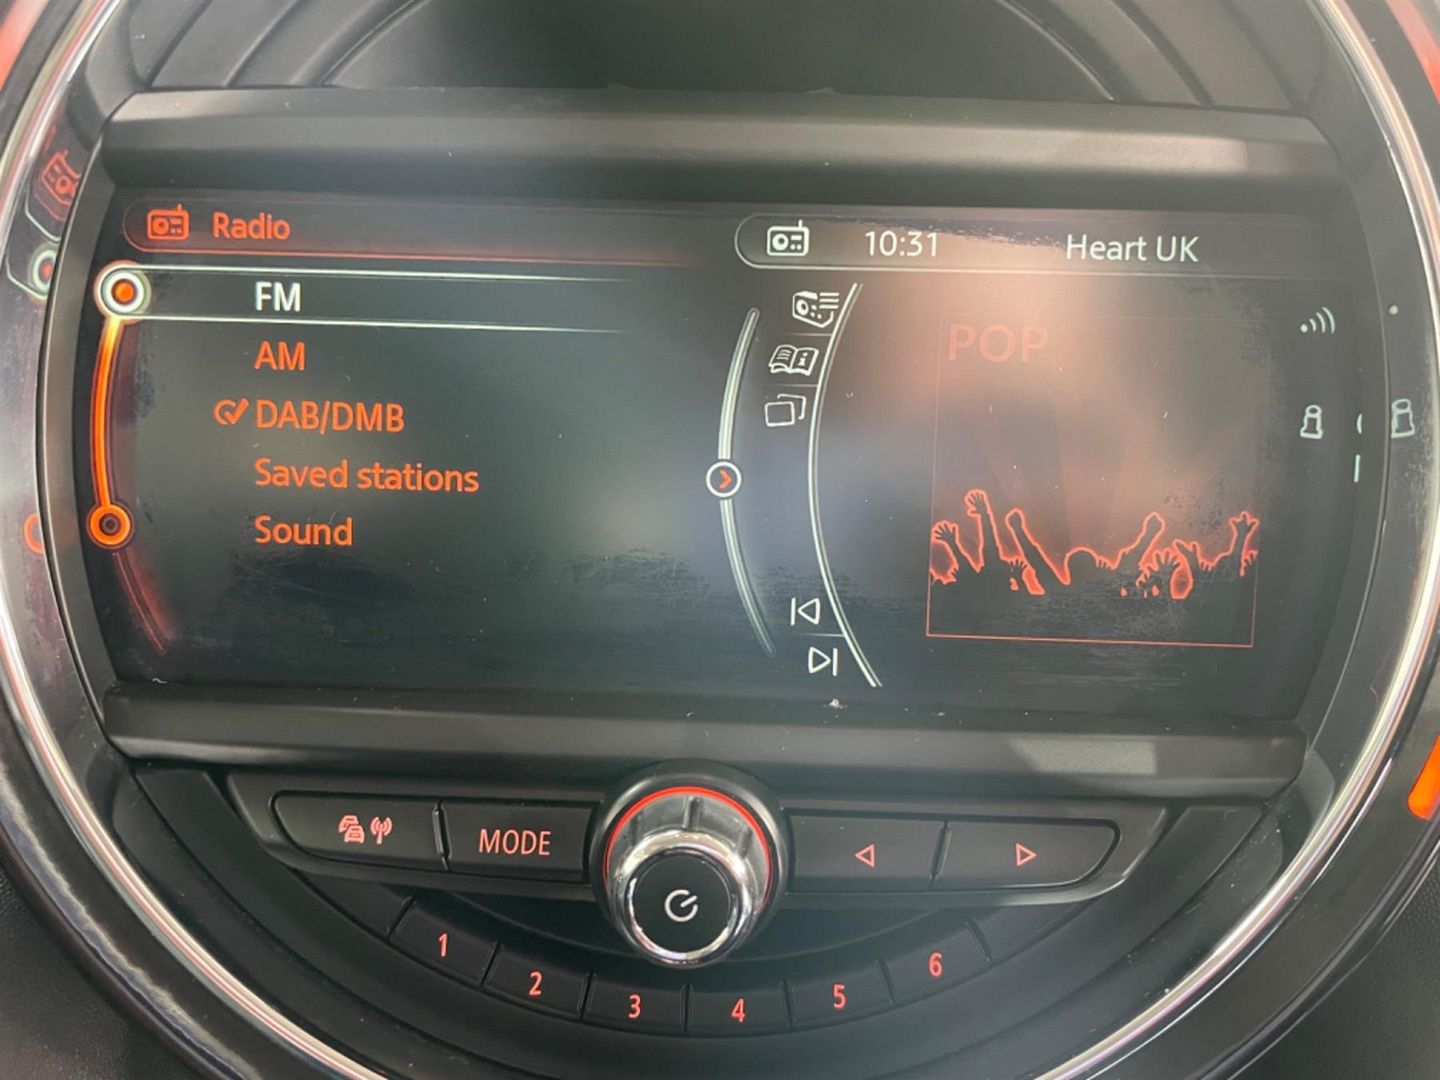 Radio
10:31 Heart UK
FM
AM
DAB/DMB
Saved stations
Sound
POP
MODE
1
2
3
4
5
6